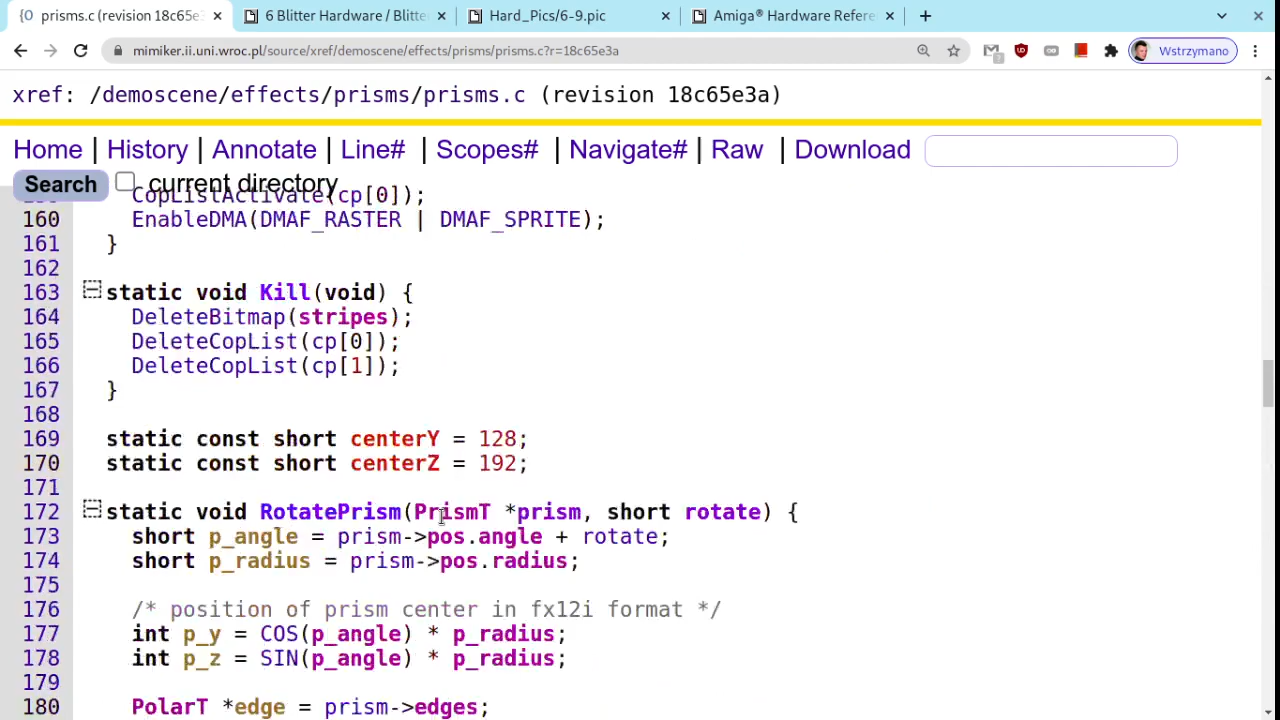 prisms.c (revision 18c65e
6 Blitter Hardware / Blitte
Hard_Pics/6-9.pic
Amiga® Hardware Refere
mimiker.ii.uni.wroc.pl/source/xref/demoscene/effects/prisms/prisms.c?r=18c65e3a
Wstrzymano
xref: /demoscene/effects/prisms/prisms.c (revision 18c65e3a)
Home | History | Annotate | Line# | Scopes# | Navigate# | Raw | Download
Search current directory
CopListActivate(cp[0]);
160 EnableDMA(DMAF_RASTER | DMAF_SPRITE);
161 }
162
163 static void Kill(void) {
164 DeleteBitmap(stripes);
165 DeleteCopList(cp[0]);
166 DeleteCopList(cp[1]);
167 }
168
169 static const short centerY = 128;
170 static const short centerZ = 192;
171
172 static void RotatePrism(PrismT *prism, short rotate) {
173 short p_angle = prism->pos.angle + rotate;
174 short p_radius = prism->pos.radius;
175
176 /* position of prism center in fx12i format */
177 int p_y = COS(p_angle) * p_radius;
178 int p_z = SIN(p_angle) * p_radius;
179
180 PolarT *edge = prism->edges;